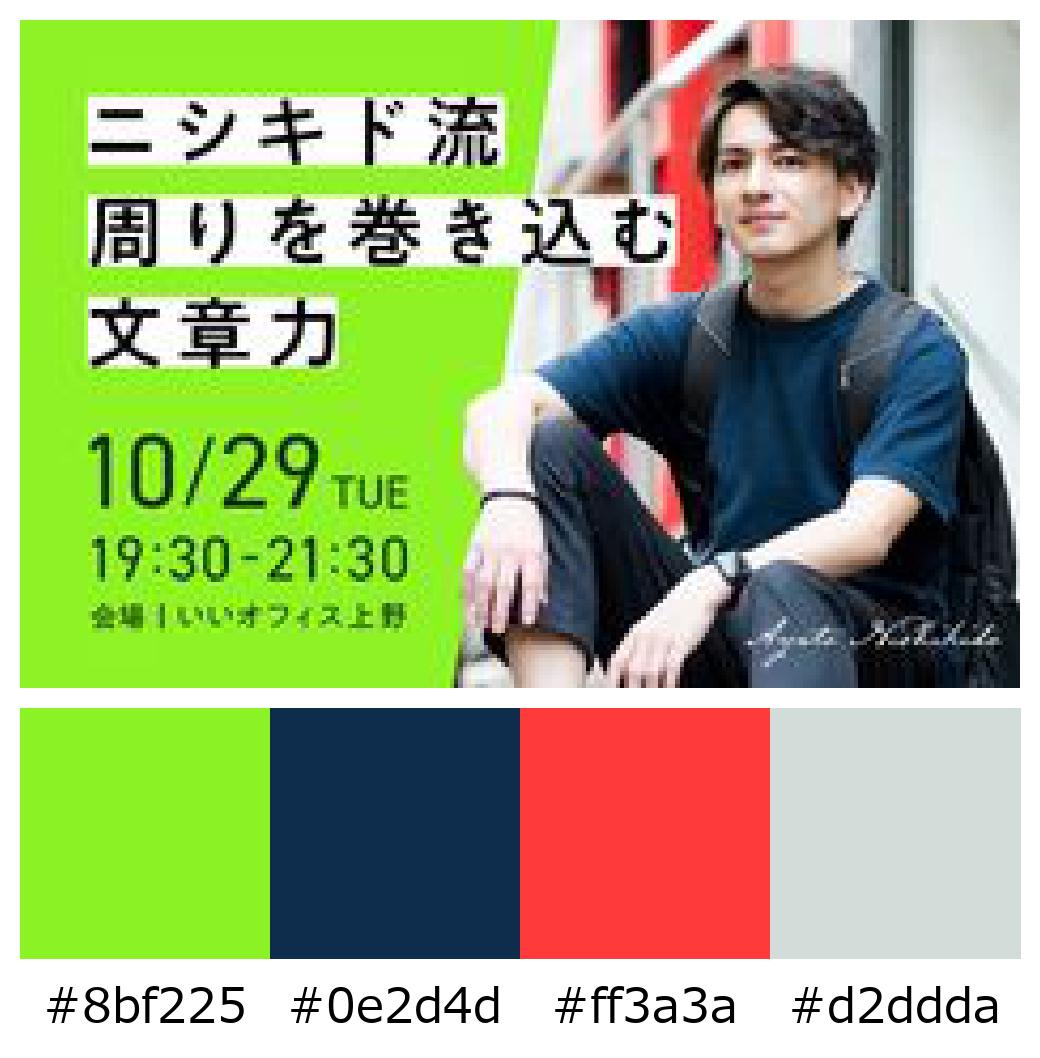 ニシキド流
周りを巻き込む
文章力
10/29 TUE
19:30-21:30
会場|いいオフィス上野
Ayato Nishikido
#8bf225 #0e2d4d #ff3a3a #d2ddda